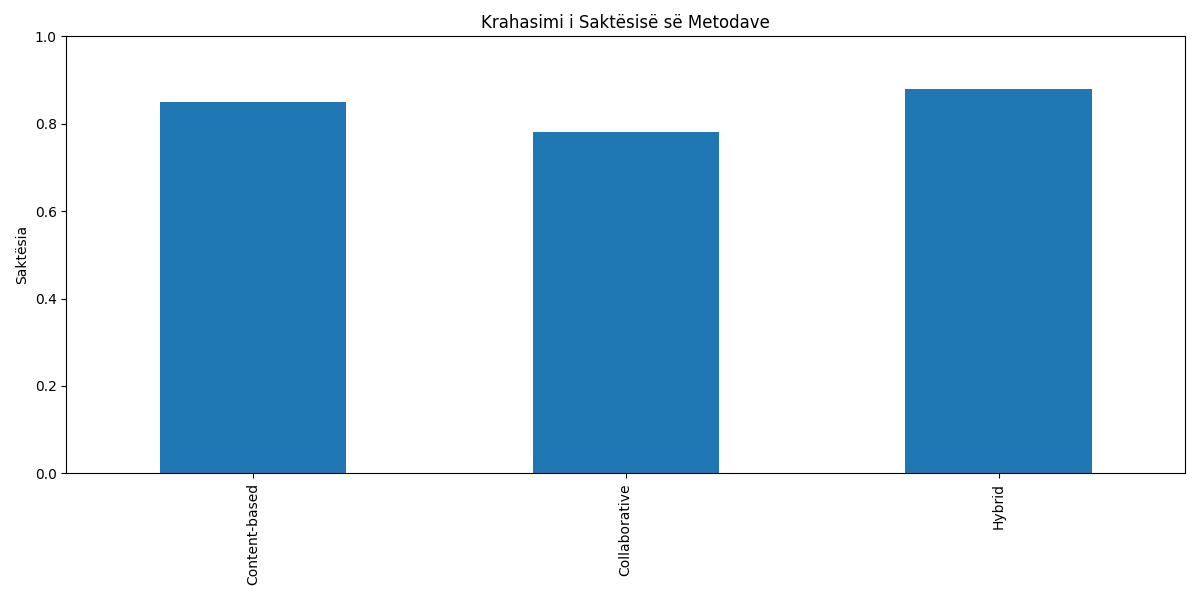 Krahasimi i Saktësisë së Metodave
1.0
0.8
0.6
0.4
0.2
0.0
Saktësia
Content-based
Collaborative
Hybrid